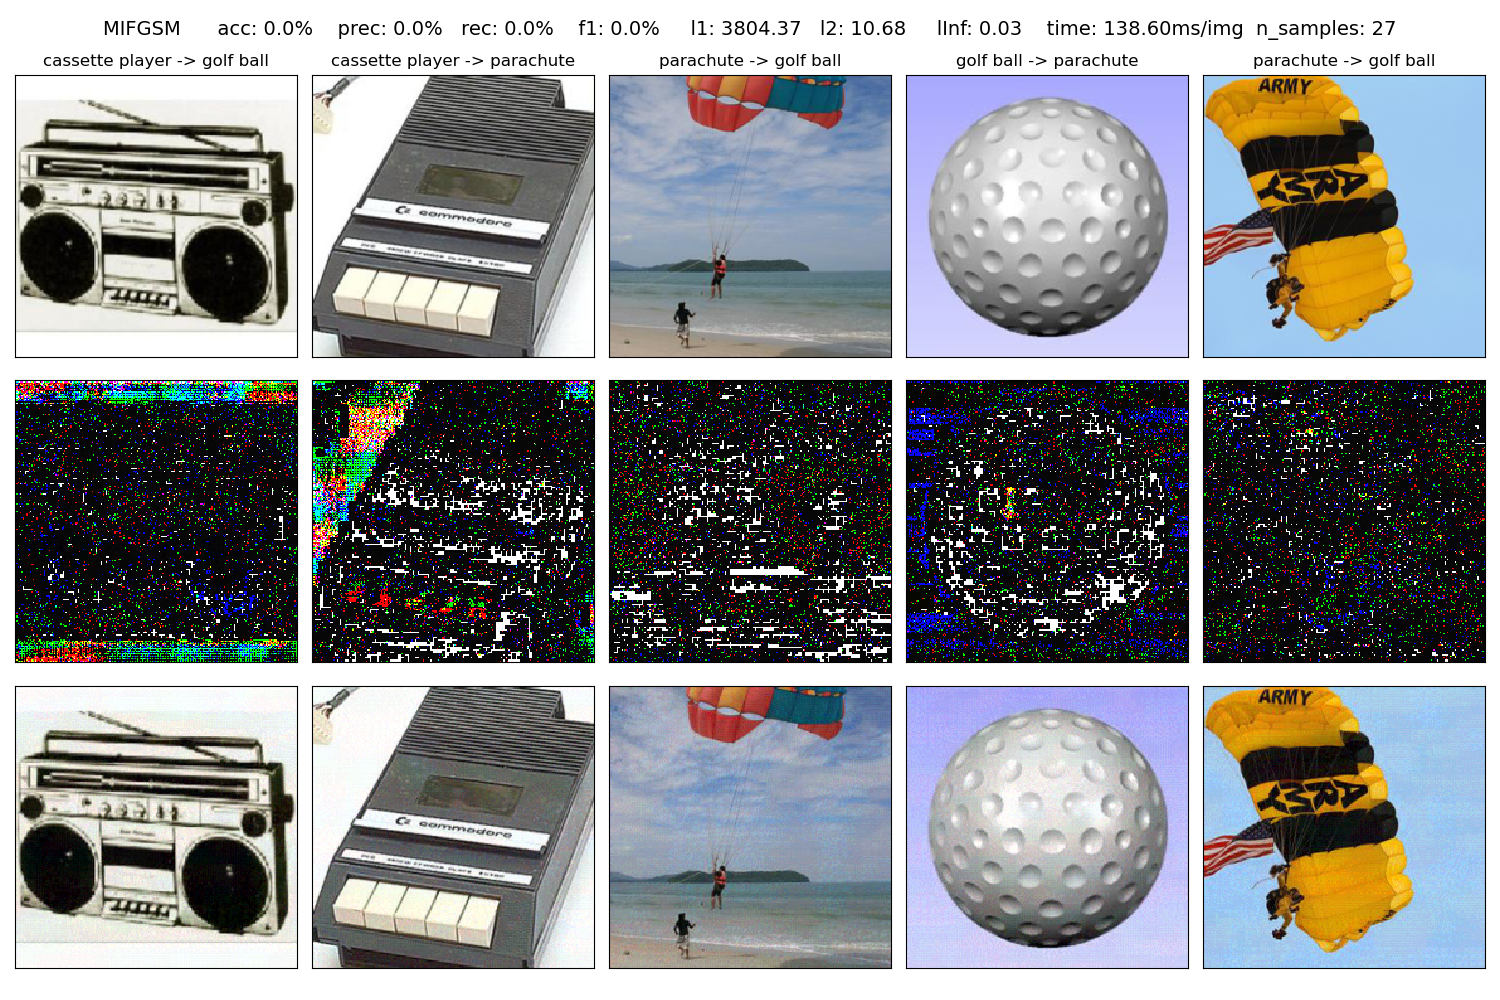 MIFGSM acc: 0.0% prec: 0.0% rec: 0.0% f1: 0.0% l1: 3804.37 l2: 10.68 lInf: 0.03 time: 138.60ms/img n_samples: 27
cassette player -> golf ball
cassette player -> parachute
parachute -> golf ball
golf ball -> parachute
parachute -> golf ball
commodore
ARMY
ARMY
commodore
ARMY
ARMY